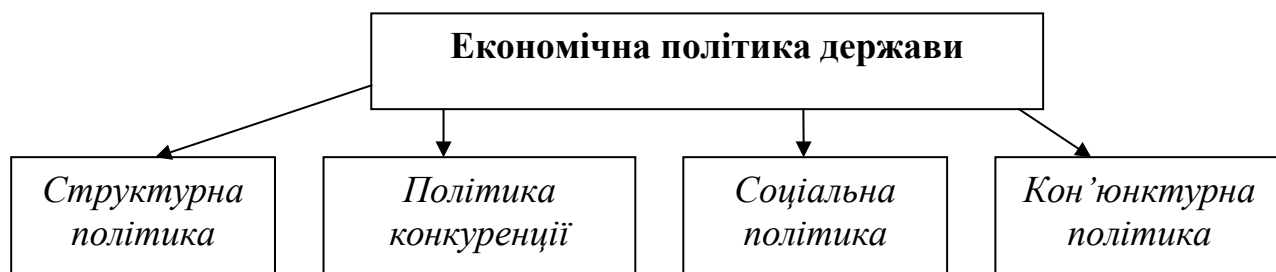 Економічна політика держави
Структурна
політика
Політика
конкуренції
Соціальна
політика
Кон’юнктурна
політика